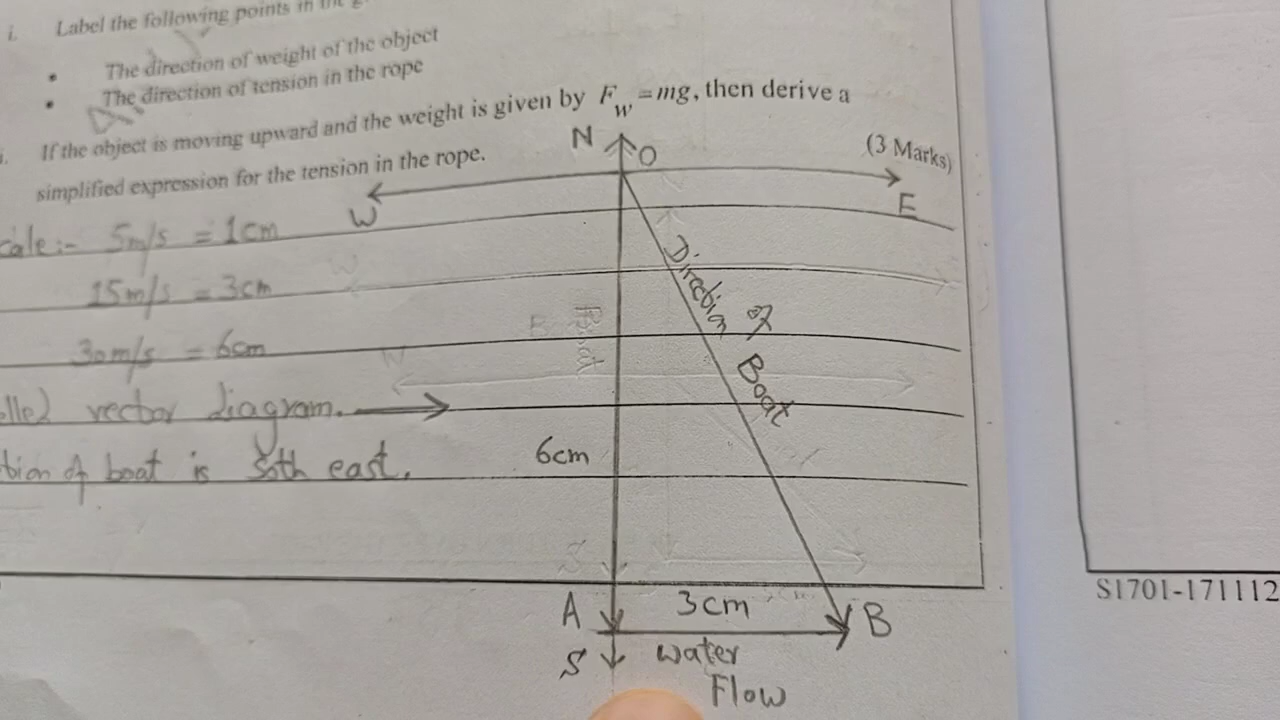 i. Label the following points in the
• The direction of weight of the object
• The direction of tension in the rope
If the object is moving upward and the weight is given by F_w = mg, then derive a
simplified expression for the tension in the rope.
(3 Marks)
N
O
W
E
cale:- 5m/s = 1cm
15m/s = 3cm
30m/s = 6cm
elled vector diagram.
tion of boat is Soth east.
Direction of Boat
6cm
A
3cm
B
S
water
Flow
S1701-171112